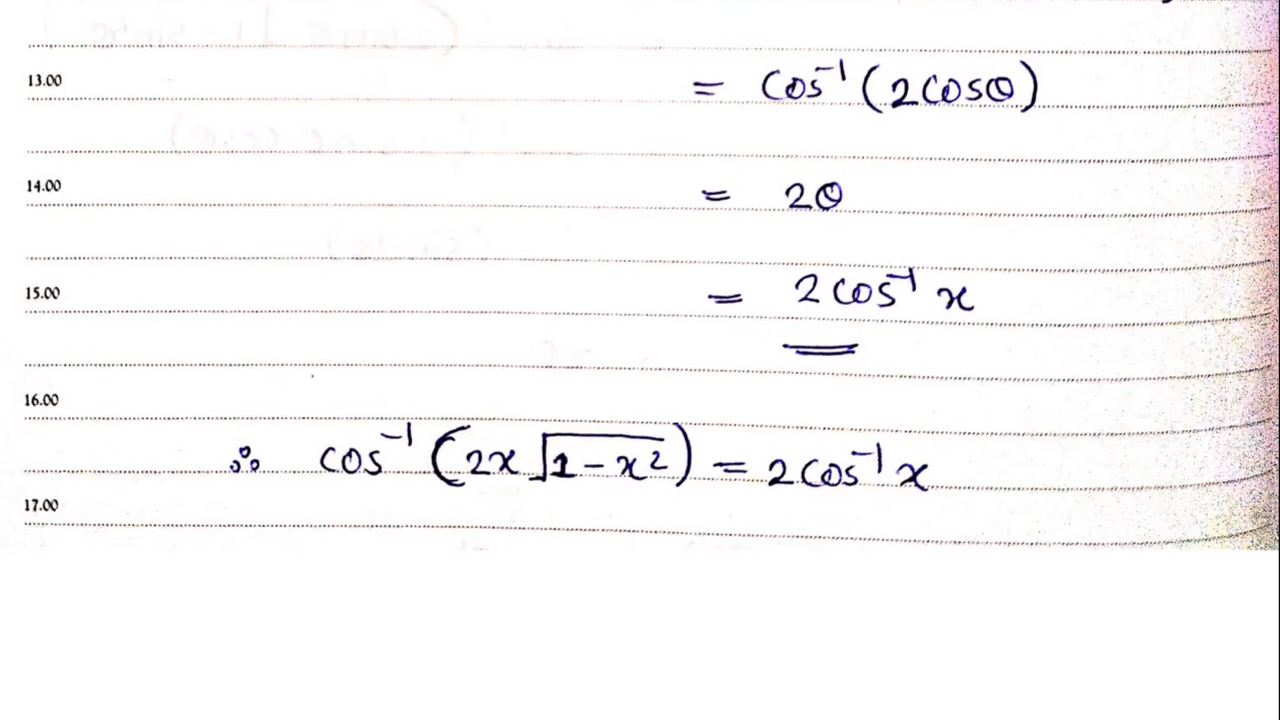 13.00 = cos⁻¹(2cosθ)
14.00 = 2θ
15.00 = 2cos⁻¹ x
16.00
∴ cos⁻¹(2x√(1-x²)) = 2cos⁻¹x
17.00